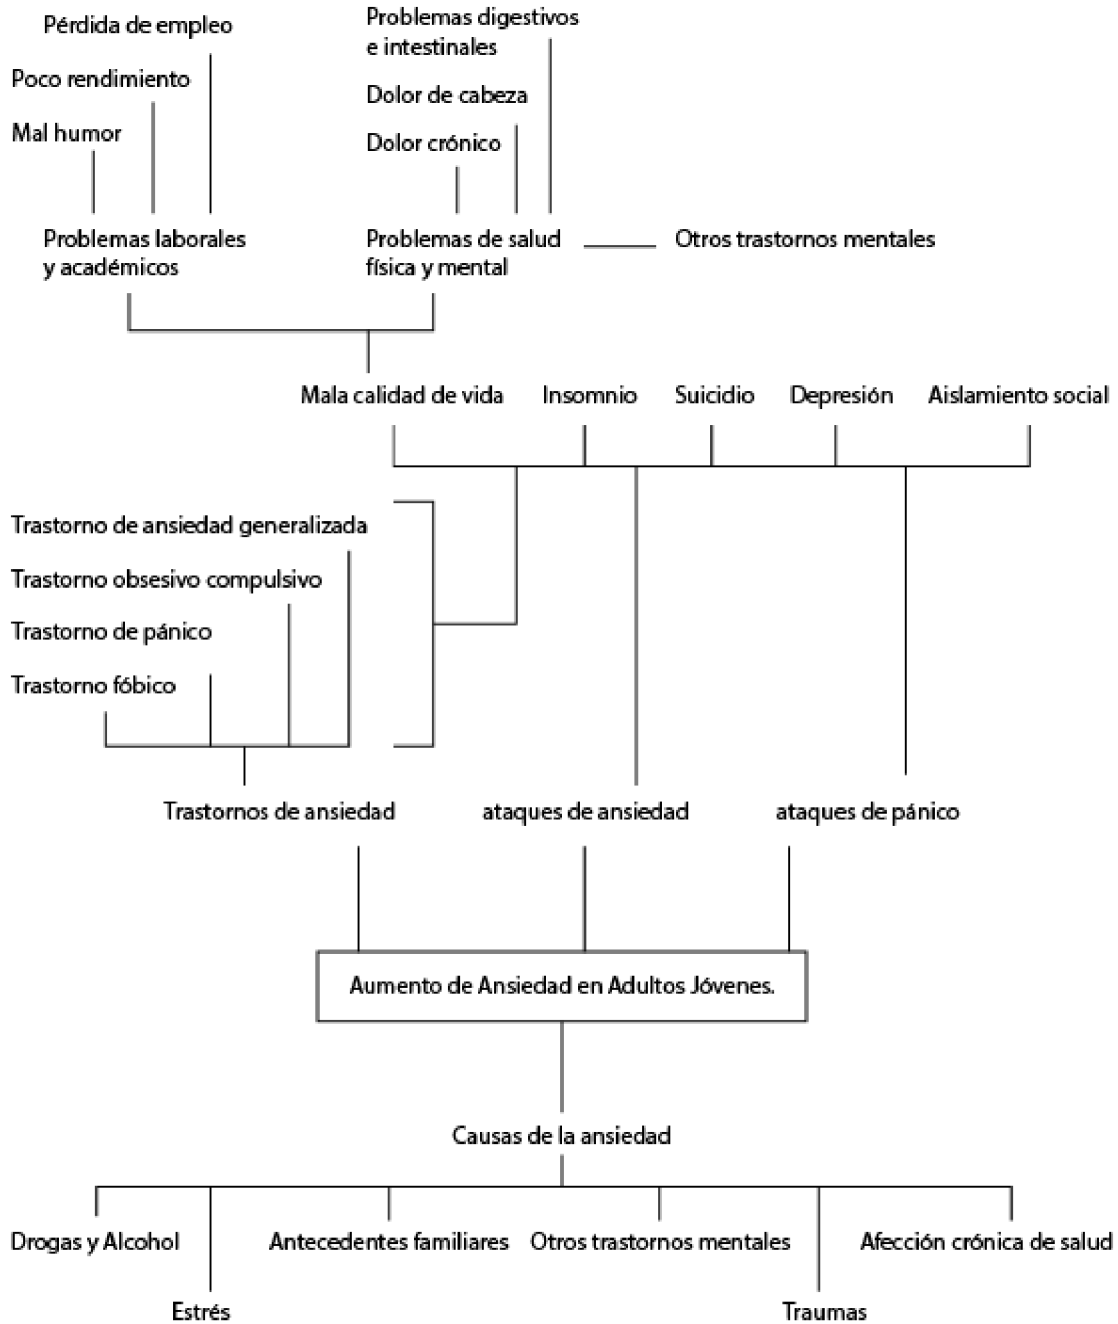 Pérdida de empleo
Poco rendimiento
Mal humor
Problemas digestivos
e intestinales
Dolor de cabeza
Dolor crónico
Problemas laborales
y académicos
Problemas de salud
física y mental
Otros trastornos mentales
Mala calidad de vida
Insomnio
Suicidio
Depresión
Aislamiento social
Trastorno de ansiedad generalizada
Trastorno obsesivo compulsivo
Trastorno de pánico
Trastorno fóbico
Trastornos de ansiedad
ataques de ansiedad
ataques de pánico
Aumento de Ansiedad en Adultos Jóvenes.
Causas de la ansiedad
Drogas y Alcohol
Antecedentes familiares
Otros trastornos mentales
Afección crónica de salud
Estrés
Traumas